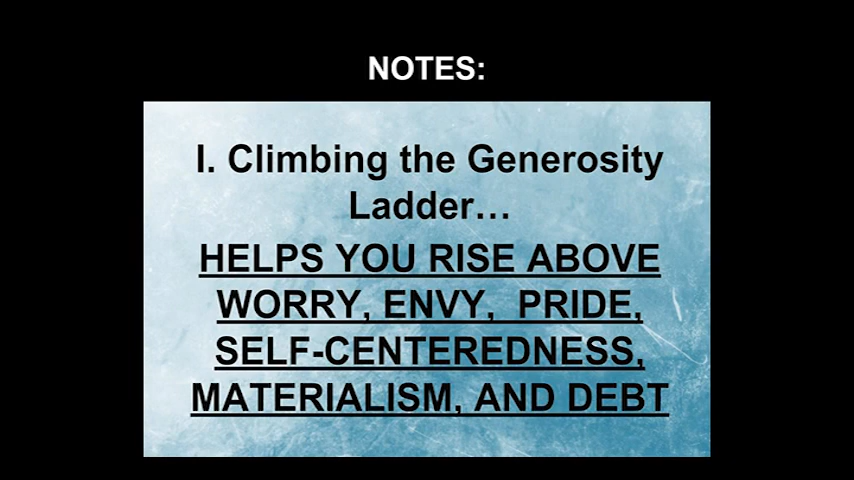 NOTES:
I. Climbing the Generosity
Ladder…
HELPS YOU RISE ABOVE
WORRY, ENVY,  PRIDE,
SELF-CENTEREDNESS,
MATERIALISM, AND DEBT